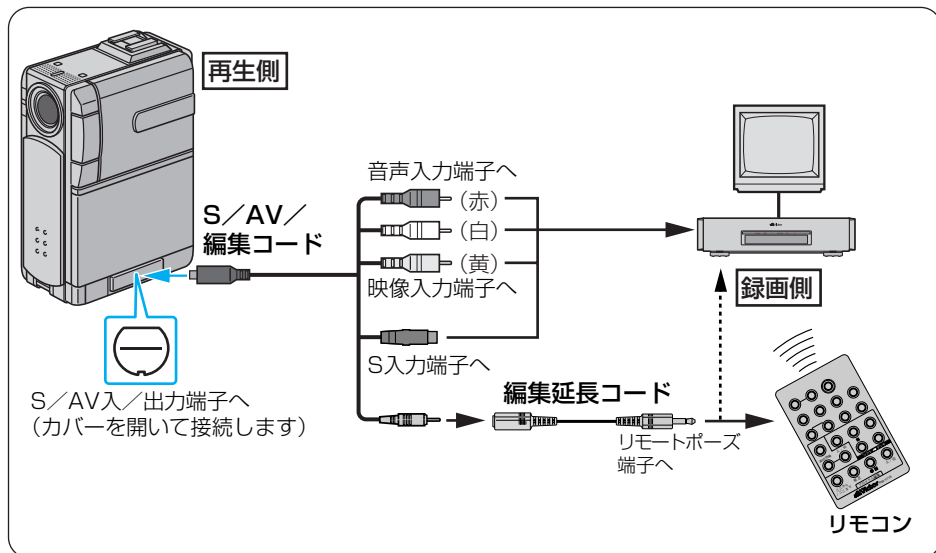 再生側
S／AV／
編集コード
音声入力端子へ
（赤）
（白）
（黄）
映像入力端子へ
S入力端子へ
S／AV入／出力端子へ
（カバーを開いて接続します）
編集延長コード
リモートポーズ
端子へ
録画側
リモコン